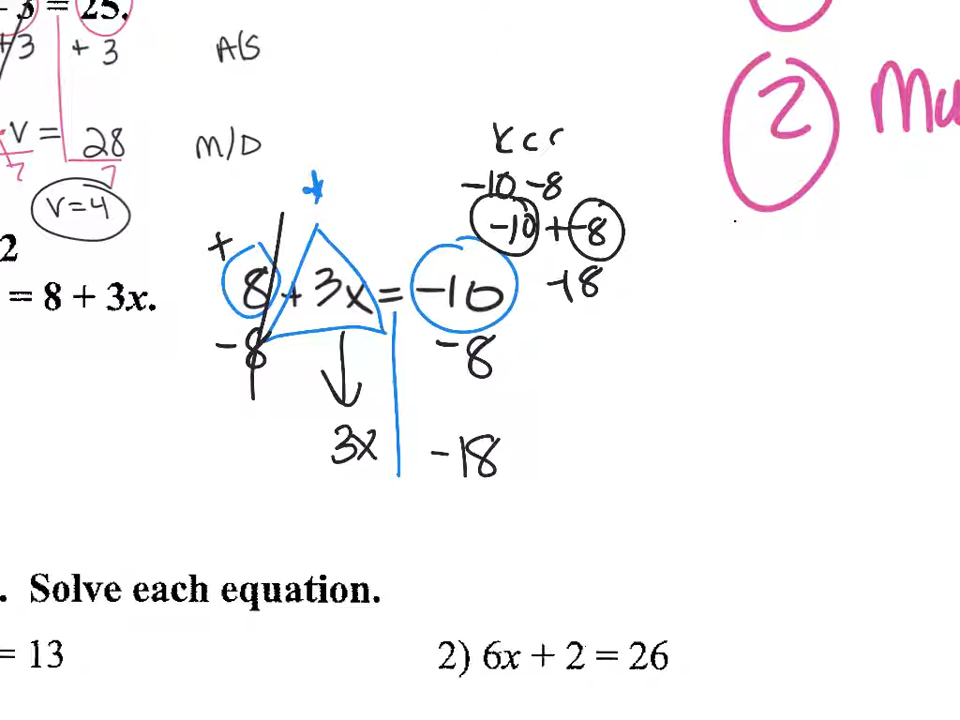 - 3 = 25.
+3 + 3 A/S
v = 28 M/D
7 7
v=4
2
= 8 + 3x.
2
KCC
-10 -8
-10 + -8
-18
+
8 + 3x = -10
-8 -8
3x -18
. Solve each equation.
= 13 2) 6x + 2 = 26